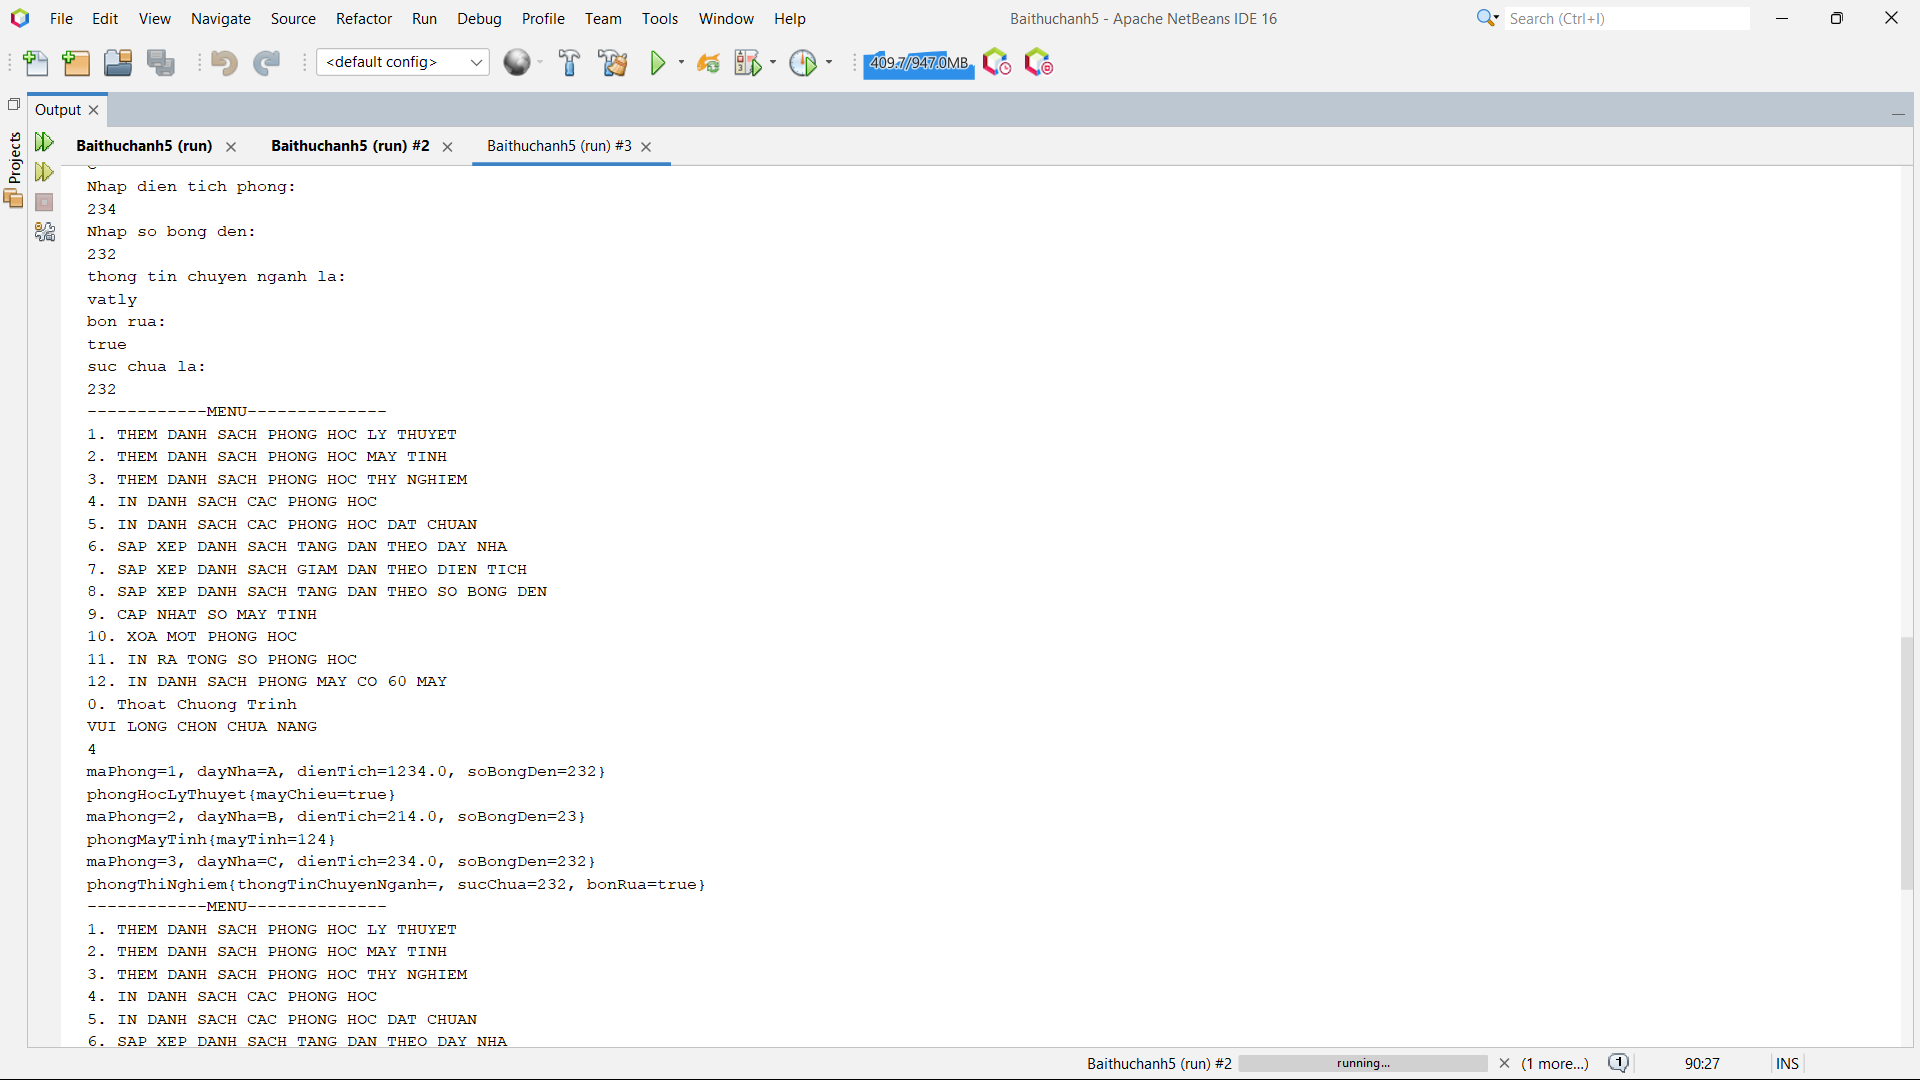 File Edit View Navigate Source Refactor Run Debug Profile Team Tools Window Help
Baithuchanh5 - Apache NetBeans IDE 16
Search (Ctrl+I)
<default config>
409.7/947.0MB
Output
Projects
Baithuchanh5 (run)
Baithuchanh5 (run) #2
Baithuchanh5 (run) #3
Nhap dien tich phong:
234
Nhap so bong den:
232
thong tin chuyen nganh la:
vatly
bon rua:
true
suc chua la:
232
------------MENU--------------
1. THEM DANH SACH PHONG HOC LY THUYET
2. THEM DANH SACH PHONG HOC MAY TINH
3. THEM DANH SACH PHONG HOC THY NGHIEM
4. IN DANH SACH CAC PHONG HOC
5. IN DANH SACH CAC PHONG HOC DAT CHUAN
6. SAP XEP DANH SACH TANG DAN THEO DAY NHA
7. SAP XEP DANH SACH GIAM DAN THEO DIEN TICH
8. SAP XEP DANH SACH TANG DAN THEO SO BONG DEN
9. CAP NHAT SO MAY TINH
10. XOA MOT PHONG HOC
11. IN RA TONG SO PHONG HOC
12. IN DANH SACH PHONG MAY CO 60 MAY
0. Thoat Chuong Trinh
VUI LONG CHON CHUA NANG
4
maPhong=1, dayNha=A, dienTich=1234.0, soBongDen=232}
phongHocLyThuyet{mayChieu=true}
maPhong=2, dayNha=B, dienTich=214.0, soBongDen=23}
phongMayTinh{mayTinh=124}
maPhong=3, dayNha=C, dienTich=234.0, soBongDen=232}
phongThiNghiem{thongTinChuyenNganh=, sucChua=232, bonRua=true}
------------MENU--------------
1. THEM DANH SACH PHONG HOC LY THUYET
2. THEM DANH SACH PHONG HOC MAY TINH
3. THEM DANH SACH PHONG HOC THY NGHIEM
4. IN DANH SACH CAC PHONG HOC
5. IN DANH SACH CAC PHONG HOC DAT CHUAN
6. SAP XEP DANH SACH TANG DAN THEO DAY NHA
Baithuchanh5 (run) #2 running... (1 more...) 1 90:27 INS